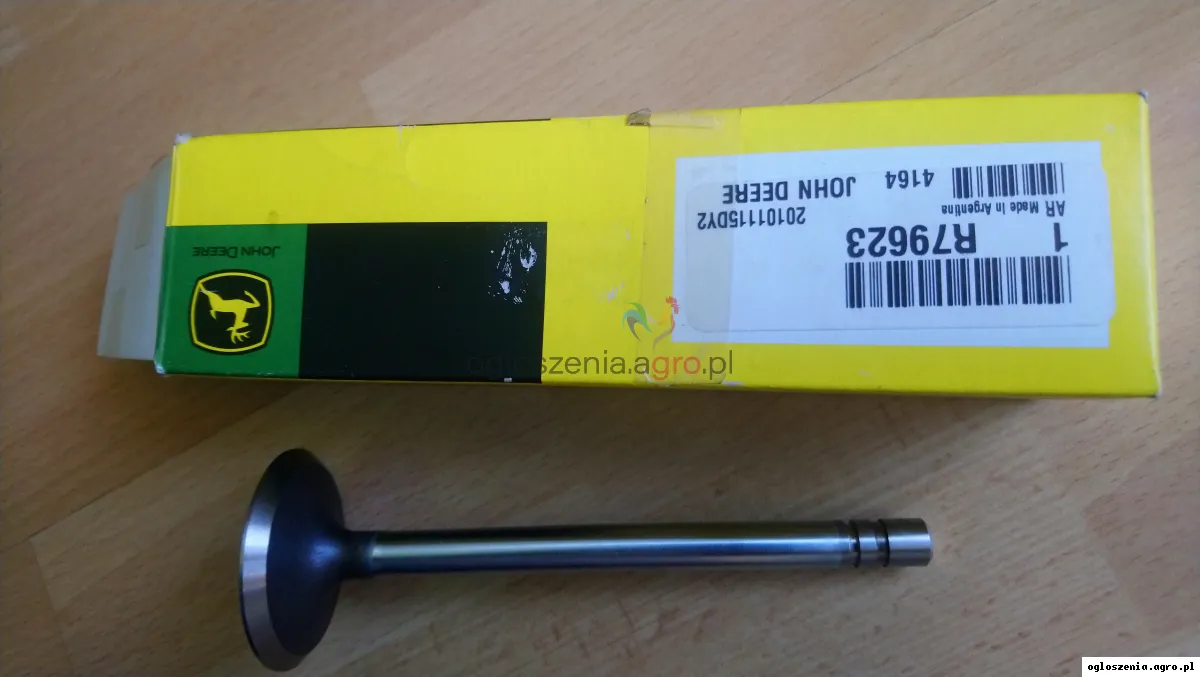 JOHN DEERE
1 R79623
20101115DY2
AR Made In Argentina
4164 JOHN DEERE
ogloszenia.agro.pl
ogloszenia.agro.pl